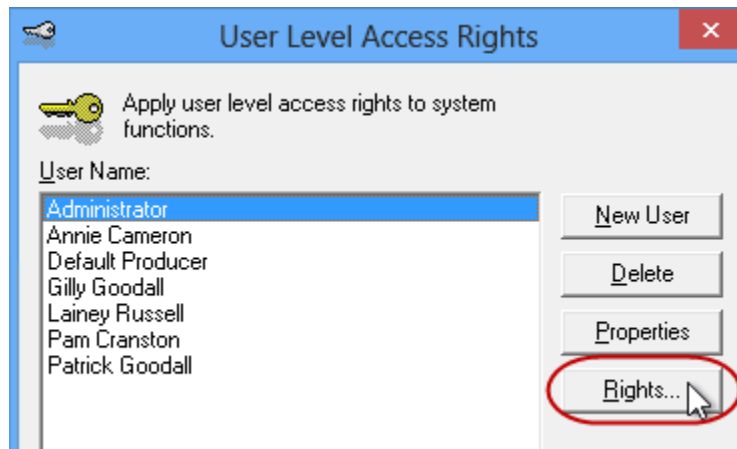 User Level Access Rights
Apply user level access rights to system
functions.
User Name:
Administrator
Annie Cameron
Default Producer
Gilly Goodall
Lainey Russell
Pam Cranston
Patrick Goodall
New User
Delete
Properties
Rights...